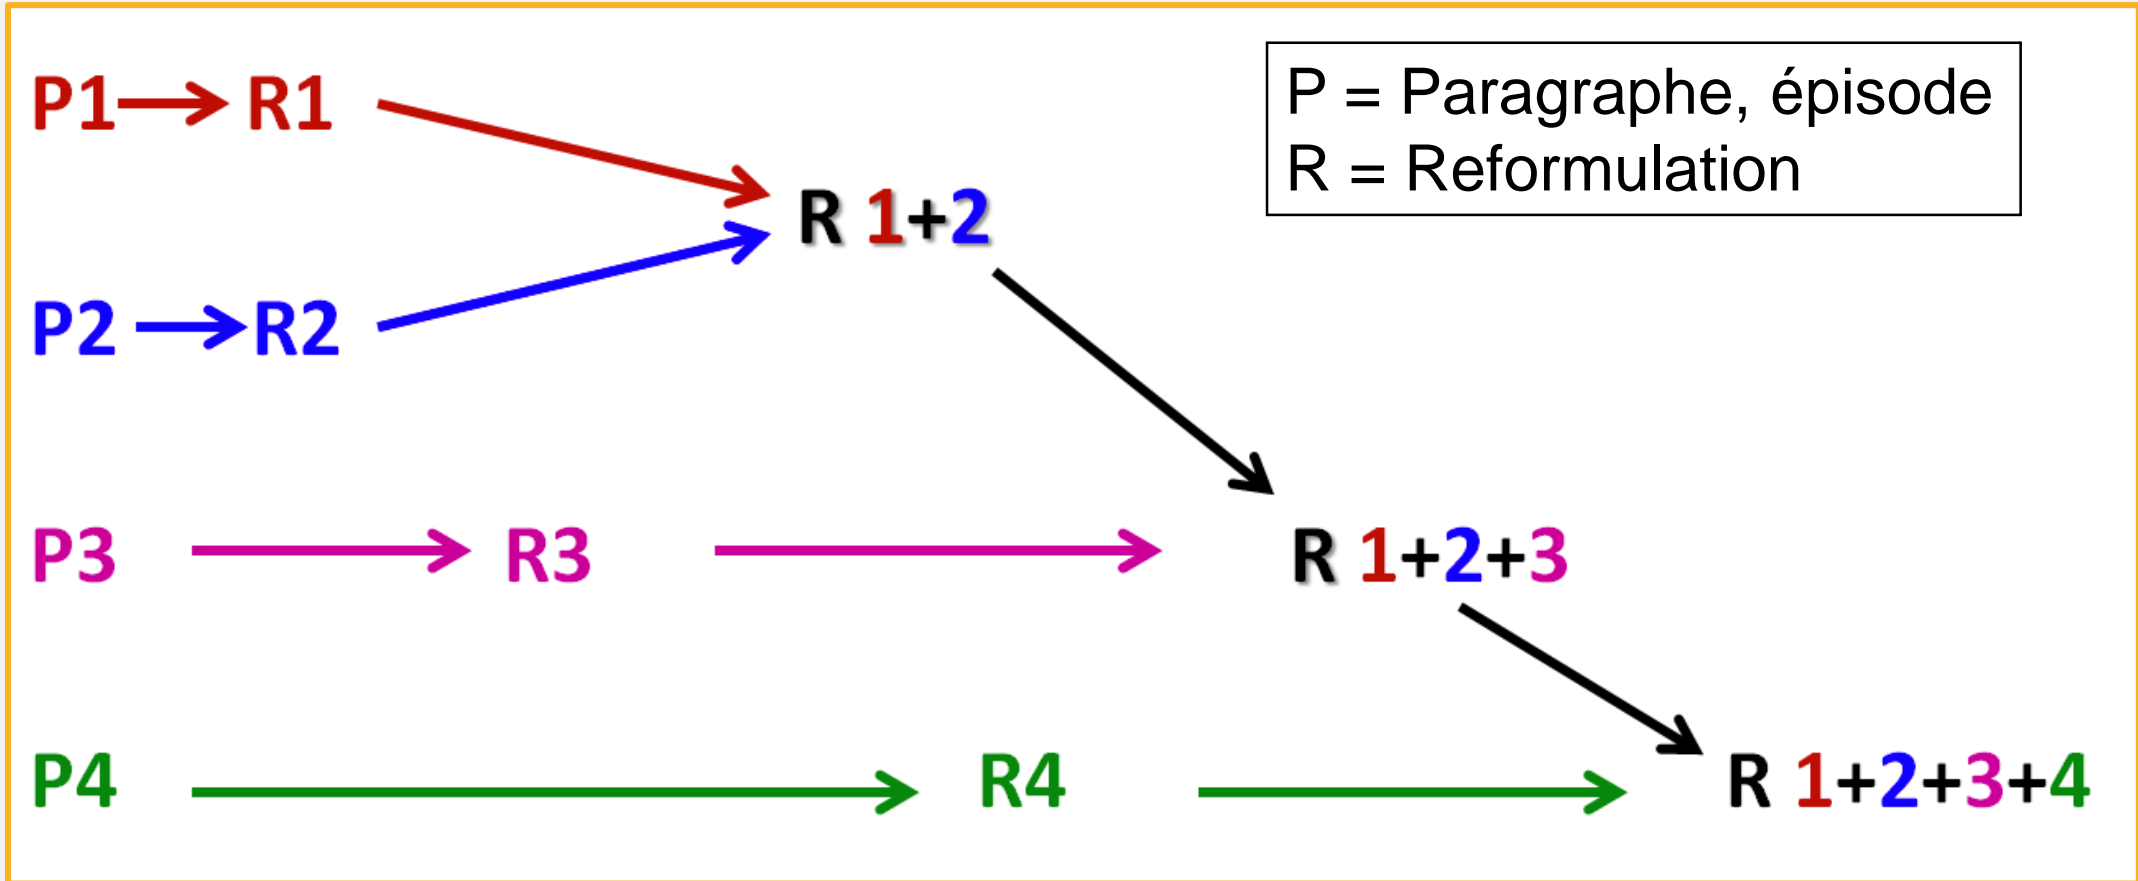 P1 R1
P = Paragraphe, épisode
R = Reformulation
R 1+2
P2 R2
P3 R3 R 1+2+3
P4 R4 R 1+2+3+4